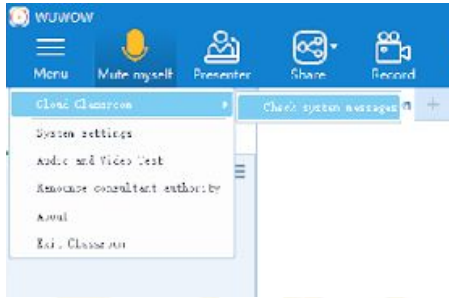 WUWOW
Menu Mute myself Presenter Share Record
Cloud Classroom Check system messages
System settings
Audio and Video Test
Renounce consultant authority
About
Exit Classroom